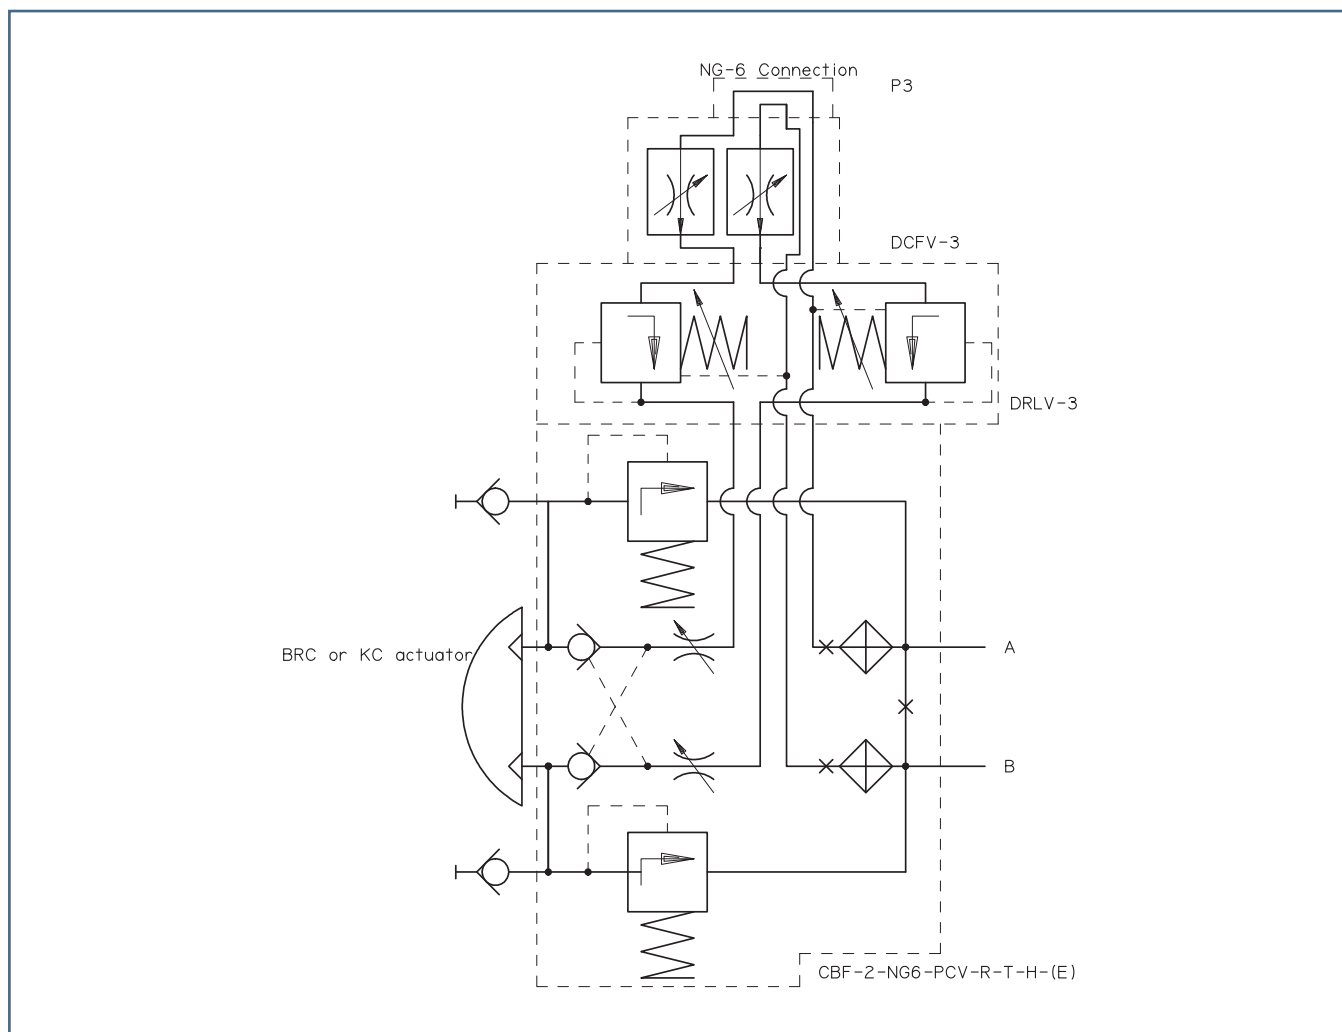 NG-6 Connection
P3
DCFV-3
DRLV-3
BRC or KC actuator
A
B
CBF-2-NG6-PCV-R-T-H-(E)